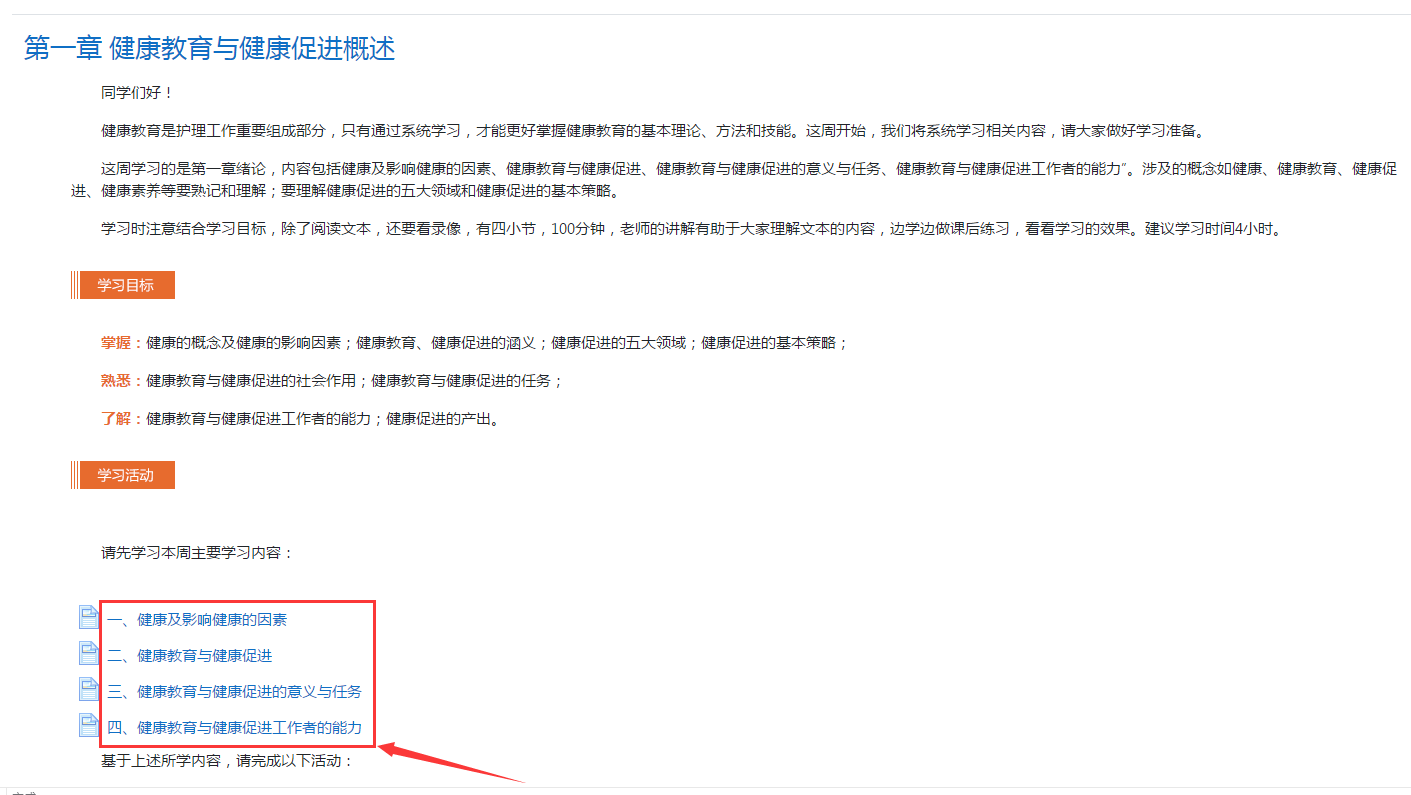 第一章 健康教育与健康促进概述
同学们好！
健康教育是护理工作重要组成部分，只有通过系统学习，才能更好掌握健康教育的基本理论、方法和技能。这周开始，我们将系统学习相关内容，请大家做好学习准备。
这周学习的是第一章绪论，内容包括健康及影响健康的因素、健康教育与健康促进、健康教育与健康促进的意义与任务、健康教育与健康促进工作者的能力”。涉及的概念如健康、健康教育、健康促
进、健康素养等要熟记和理解；要理解健康促进的五大领域和健康促进的基本策略。
学习时注意结合学习目标，除了阅读文本，还要看录像，有四小节，100分钟，老师的讲解有助于大家理解文本的内容，边学边做课后练习，看看学习的效果。建议学习时间4小时。
学习目标
掌握：健康的概念及健康的影响因素；健康教育、健康促进的涵义；健康促进的五大领域；健康促进的基本策略；
熟悉：健康教育与健康促进的社会作用；健康教育与健康促进的任务；
了解：健康教育与健康促进工作者的能力；健康促进的产出。
学习活动
请先学习本周主要学习内容：
一、健康及影响健康的因素
二、健康教育与健康促进
三、健康教育与健康促进的意义与任务
四、健康教育与健康促进工作者的能力
基于上述所学内容，请完成以下活动：